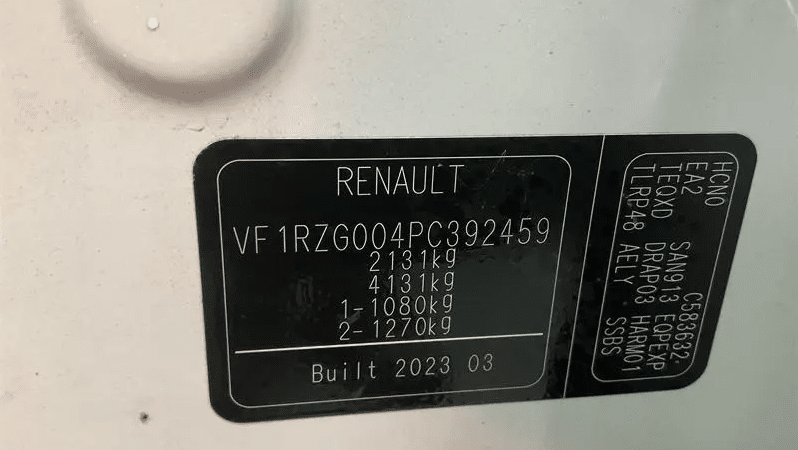 RENAULT
VF1RZG004PC392459
2131kg
4131kg
1-1080kg
2-1270kg
Built 2023 03
HCNO
EA2 SAN913 C583632
TEQXD DRAP03 EQPEXP
TLRP48 AELY HARM01
SSBS